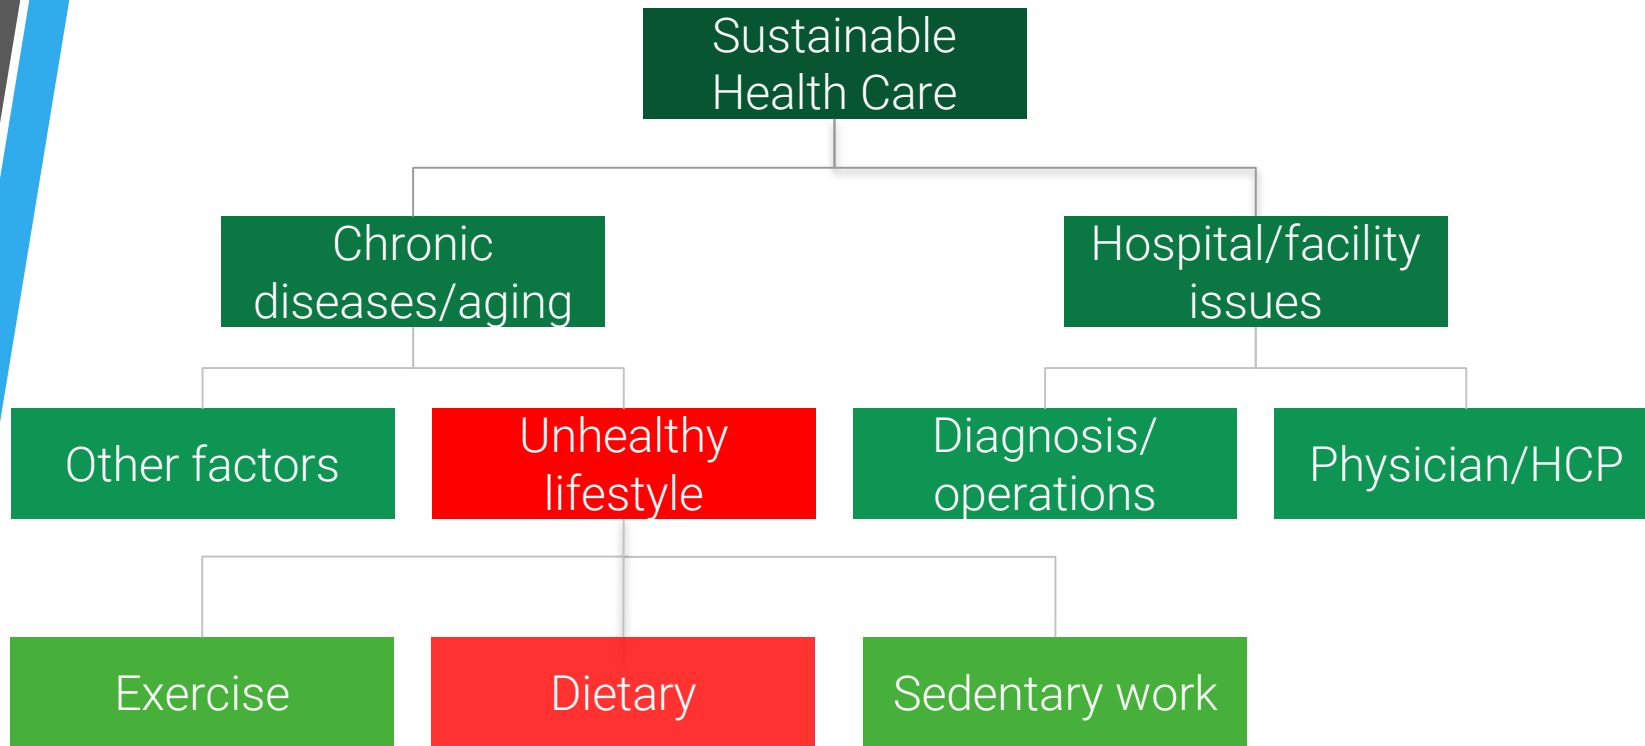 Sustainable
Health Care
Chronic
diseases/aging
Hospital/facility
issues
Other factors
Unhealthy
lifestyle
Diagnosis/
operations
Physician/HCP
Exercise
Dietary
Sedentary work